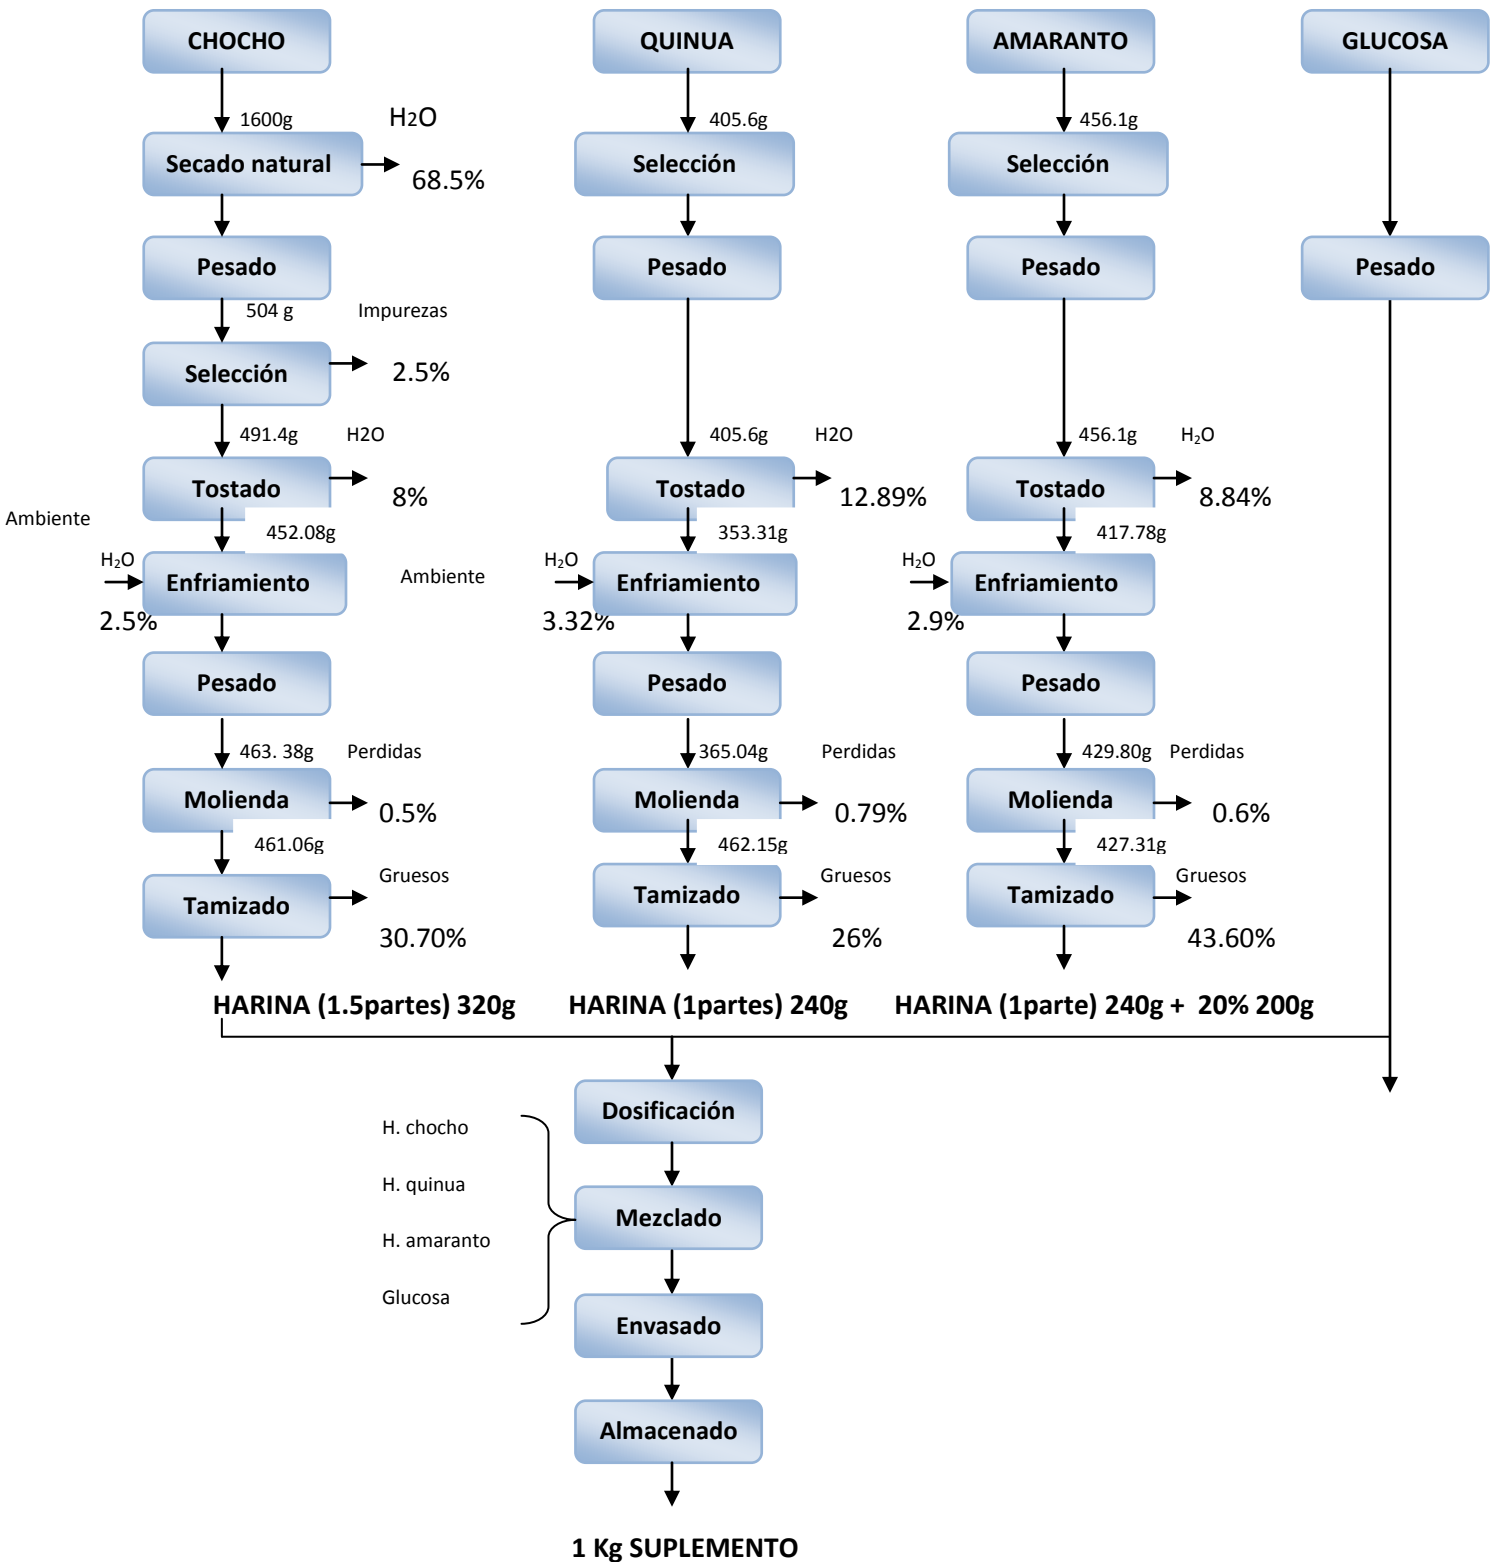 CHOCHO
QUINUA
AMARANTO
GLUCOSA
1600g
H2O
405.6g
456.1g
Secado natural
68.5%
Selección
Selección
Pesado
Pesado
Pesado
Pesado
504 g
Impurezas
Selección
2.5%
491.4g
H2O
405.6g
H2O
456.1g
H₂O
Tostado
8%
Tostado
12.89%
Tostado
8.84%
Ambiente
452.08g
353.31g
417.78g
H₂O
Enfriamiento
2.5%
Ambiente
H₂O
Enfriamiento
3.32%
H₂O
Enfriamiento
2.9%
Pesado
Pesado
Pesado
463. 38g
Perdidas
365.04g
Perdidas
429.80g
Perdidas
Molienda
0.5%
Molienda
0.79%
Molienda
0.6%
461.06g
462.15g
427.31g
Gruesos
Gruesos
Gruesos
Tamizado
Tamizado
Tamizado
30.70%
26%
43.60%
HARINA (1.5partes) 320g
HARINA (1partes) 240g
HARINA (1parte) 240g + 20% 200g
Dosificación
H. chocho
H. quinua
Mezclado
H. amaranto
Glucosa
Envasado
Almacenado
1 Kg SUPLEMENTO